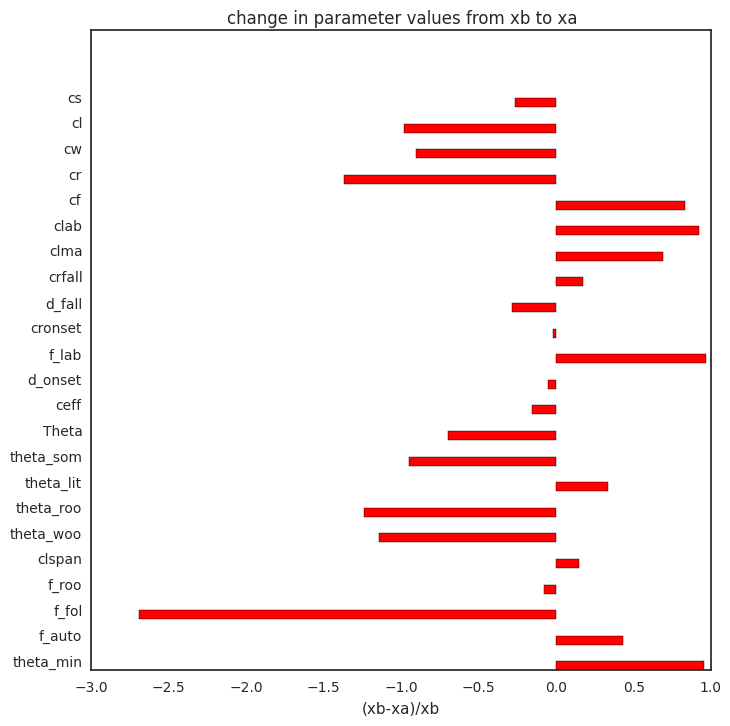 change in parameter values from xb to xa
cs
cl
cw
cr
cf
clab
clma
crfall
d_fall
cronset
f_lab
d_onset
ceff
Theta
theta_som
theta_lit
theta_roo
theta_woo
clspan
f_roo
f_fol
f_auto
theta_min
−3.0 −2.5 −2.0 −1.5 −1.0 −0.5 0.0 0.5 1.0
(xb-xa)/xb